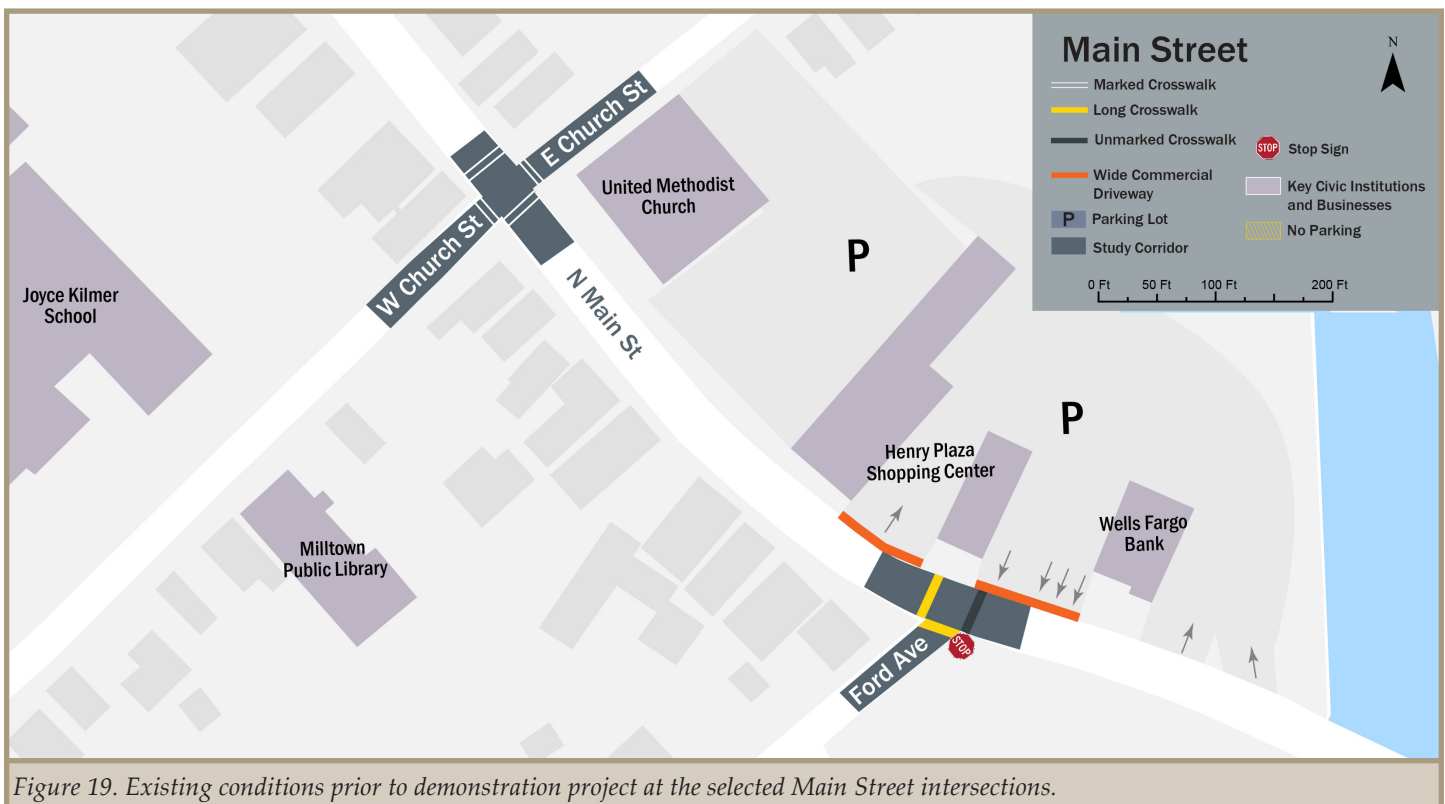 Main Street
N
Marked Crosswalk
Long Crosswalk
Unmarked Crosswalk
STOP
Stop Sign
Wide Commercial
Driveway
Key Civic Institutions
and Businesses
P
Parking Lot
No Parking
Study Corridor
0 Ft
50 Ft
100 Ft
200 Ft
E Church St
United Methodist
Church
W Church St
N Main St
Joyce Kilmer
School
P
P
Henry Plaza
Shopping Center
Wells Fargo
Bank
Milltown
Public Library
Ford Ave
STOP
Figure 19. Existing conditions prior to demonstration project at the selected Main Street intersections.